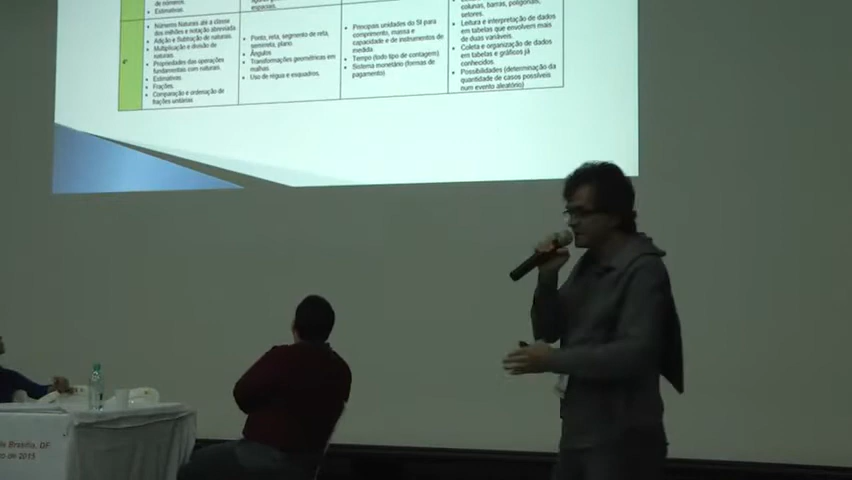 de números.
• Estimativas
espaciais.
colunas, barras, poligonais,
setores.
• Números Naturais até a classe
dos milhões e notação abreviada
• Adição e Subtração de naturais.
• Multiplicação e divisão de
naturais.
• Propriedades das operações
fundamentais com naturais.
• Estimativas.
• Frações.
• Comparação e ordenação de
frações unitárias
• Ponto, reta, segmento de reta,
semirreta, plano.
• Ângulos
• Transformações geométricas em
malhas.
• Uso de régua e esquadros.
• Principais unidades do SI para
comprimento, massa e
capacidade e de instrumentos de
medida.
• Tempo (todo tipo de contagem).
• Sistema monetário (formas de
pagamento)
• Leitura e interpretação de dados
em tabelas que envolvem mais
de duas variáveis.
• Coleta e organização de dados
em tabelas e gráficos já
conhecidos.
• Possibilidades (determinação da
quantidade de casos possíveis
num evento aleatório)
de Brasília, DF
de 2015